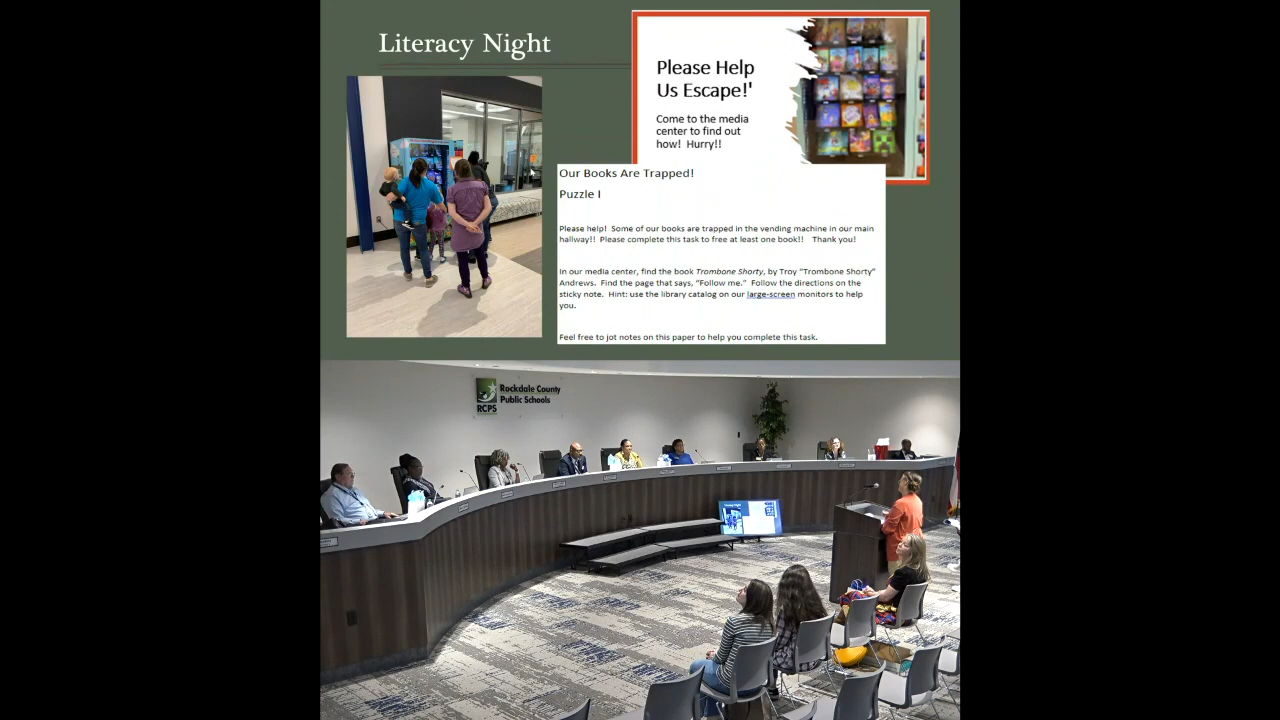 Literacy Night
Please Help
Us Escape!'
Come to the media
center to find out
how! Hurry!!
Our Books Are Trapped!
Puzzle I
Please help! Some of our books are trapped in the vending machine in our main
hallway!! Please complete this task to free at least one book!! Thank you!
In our media center, find the book Trombone Shorty, by Troy "Trombone Shorty"
Andrews. Find the page that says, "Follow me." Follow the directions on the
sticky note. Hint: use the library catalog on our large-screen monitors to help
you.
Feel free to jot notes on this paper to help you complete this task.
Rockdale County
Public Schools
RCPS